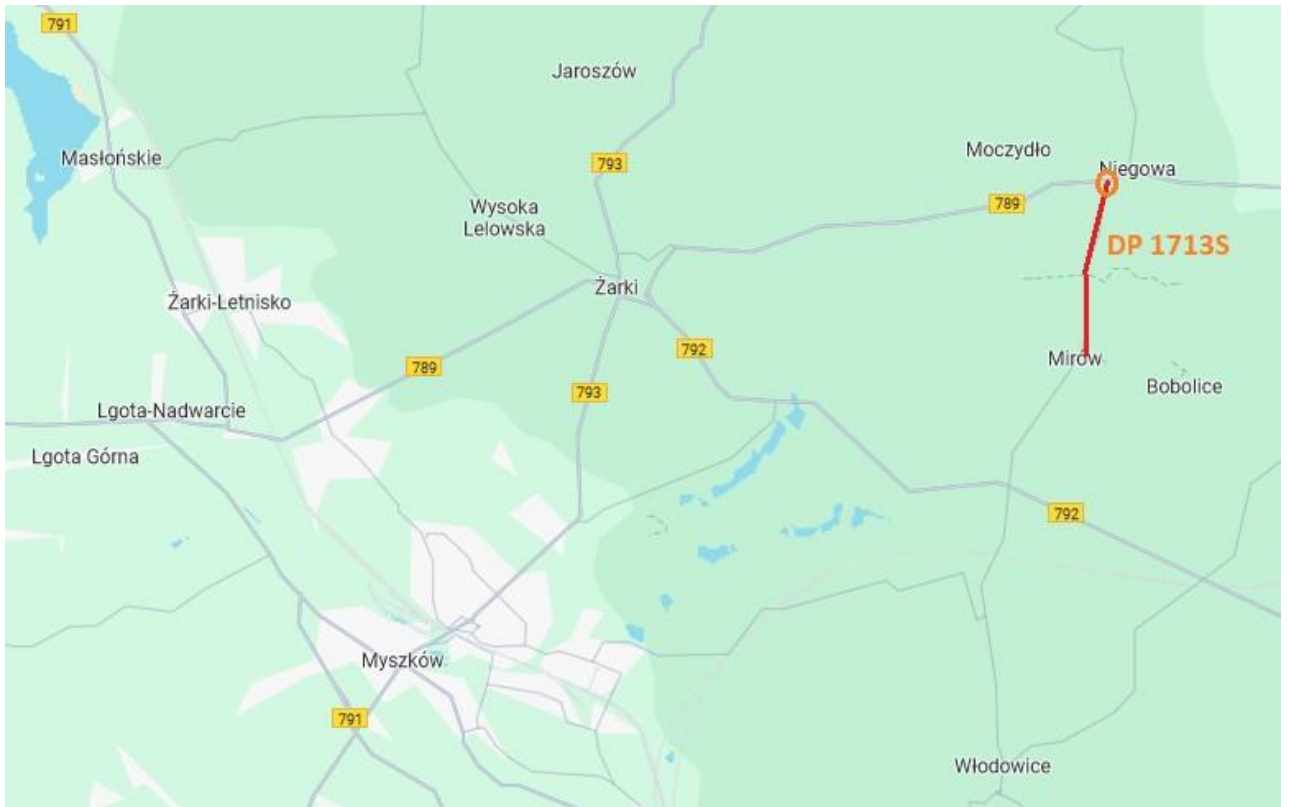 791
Jaroszów
Masłońskie
793
Moczydło
Niegowa
789
Wysoka
Lelowska
DP 1713S
Żarki
Żarki-Letnisko
792
Mirów
789
793
Bobolice
Lgota-Nadwarcie
Lgota Górna
792
Myszków
791
Włodowice